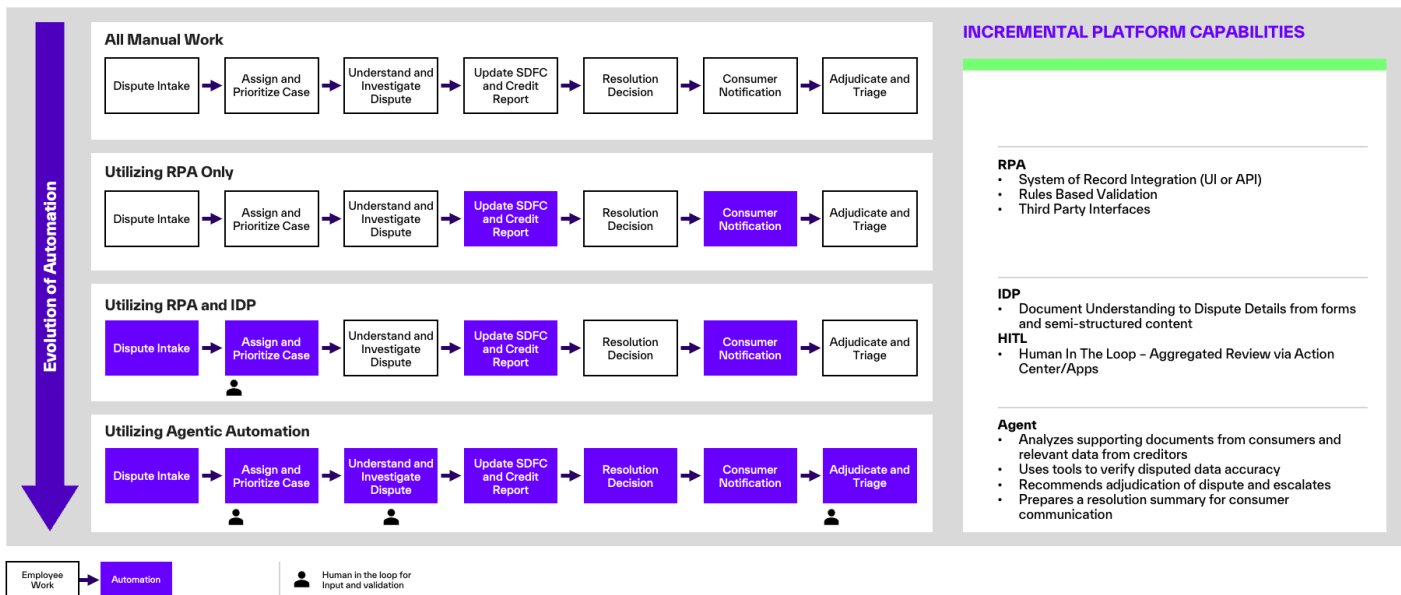 Evolution of Automation
All Manual Work
Dispute Intake
Assign and
Prioritize Case
Understand and
Investigate
Dispute
Update SDFC
and Credit
Report
Resolution
Decision
Consumer
Notification
Adjudicate and
Triage
Utilizing RPA Only
Dispute Intake
Assign and
Prioritize Case
Understand and
Investigate
Dispute
Update SDFC
and Credit
Report
Resolution
Decision
Consumer
Notification
Adjudicate and
Triage
Utilizing RPA and IDP
Dispute Intake
Assign and
Prioritize Case
Understand and
Investigate
Dispute
Update SDFC
and Credit
Report
Resolution
Decision
Consumer
Notification
Adjudicate and
Triage
Utilizing Agentic Automation
Dispute Intake
Assign and
Prioritize Case
Understand and
Investigate
Dispute
Update SDFC
and Credit
Report
Resolution
Decision
Consumer
Notification
Adjudicate and
Triage
INCREMENTAL PLATFORM CAPABILITIES
RPA
• System of Record Integration (UI or API)
• Rules Based Validation
• Third Party Interfaces
IDP
• Document Understanding to Dispute Details from forms
and semi-structured content
HITL
• Human In The Loop – Aggregated Review via Action
Center/Apps
Agent
• Analyzes supporting documents from consumers and
relevant data from creditors
• Uses tools to verify disputed data accuracy
• Recommends adjudication of dispute and escalates
• Prepares a resolution summary for consumer
communication
Employee
Work
Automation
Human in the loop for
Input and validation